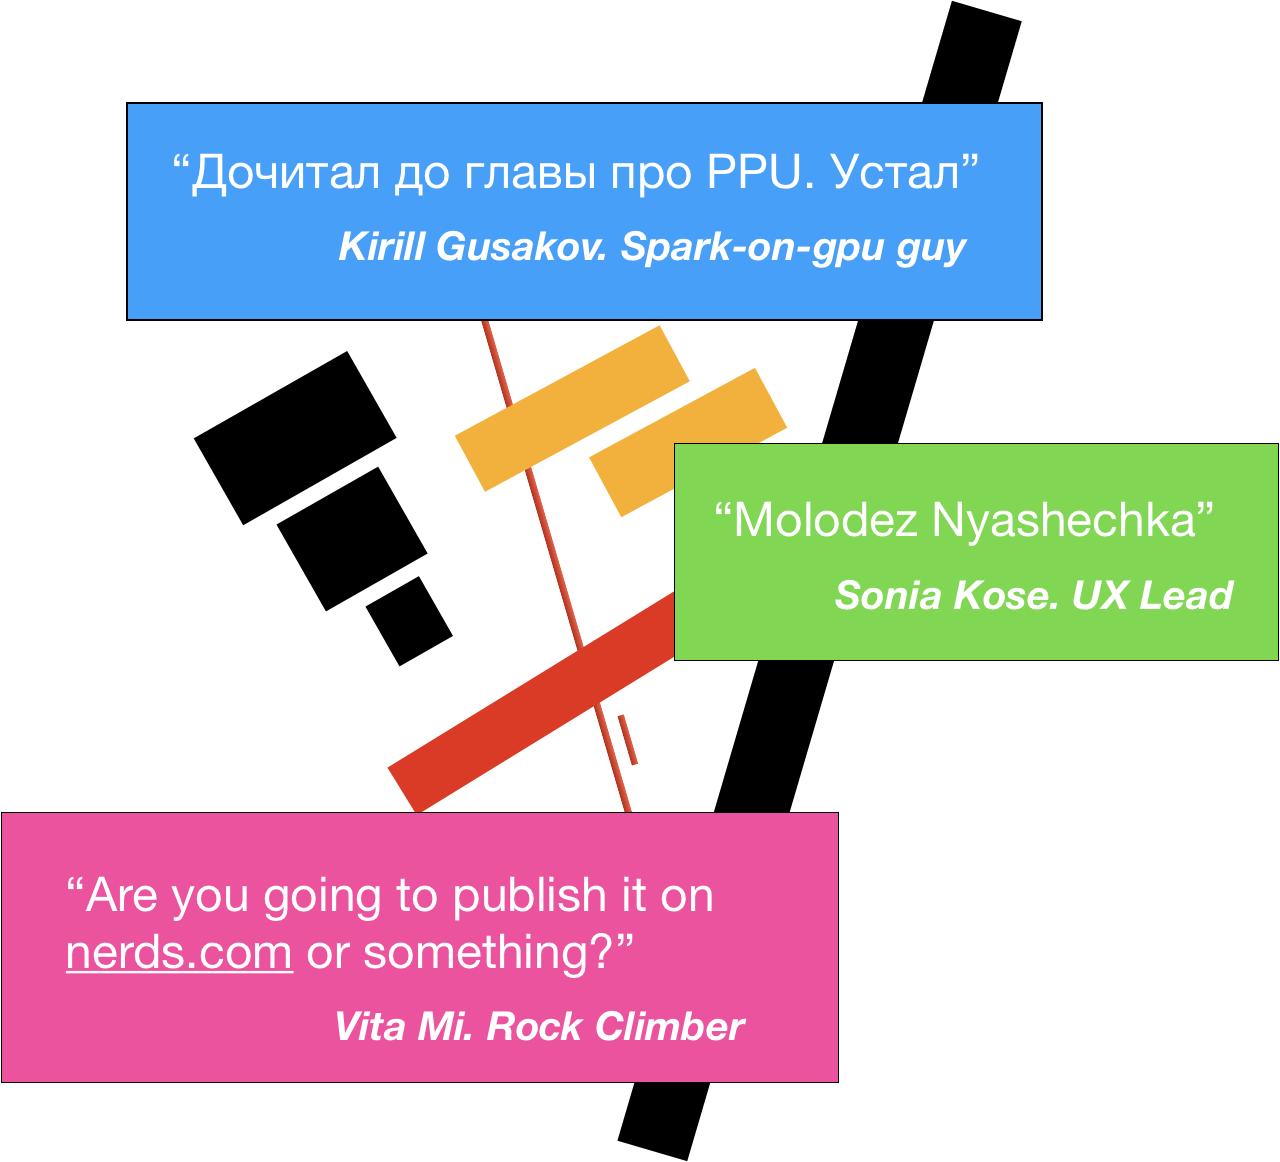 “Дочитал до главы про PPU. Устал”
Kirill Gusakov. Spark-on-gpu guy
“Molodez Nyashechka”
Sonia Kose. UX Lead
“Are you going to publish it on
nerds.com or something?”
Vita Mi. Rock Climber